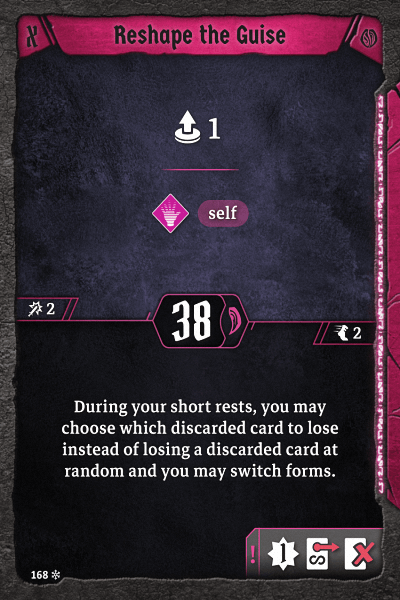 Reshape the Guise
1
self
2
38
2
During your short rests, you may
choose which discarded card to lose
instead of losing a discarded card at
random and you may switch forms.
! 1 S
168